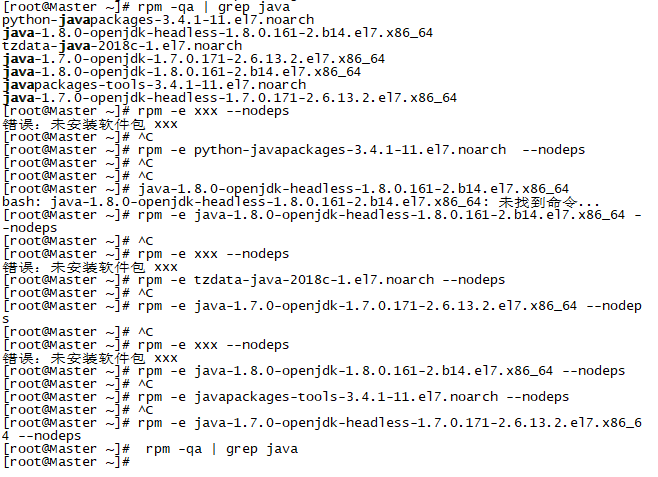 [root@Master ~]# rpm -qa | grep java
python-javapackages-3.4.1-11.el7.noarch
java-1.8.0-openjdk-headless-1.8.0.161-2.b14.el7.x86_64
tzdata-java-2018c-1.el7.noarch
java-1.7.0-openjdk-1.7.0.171-2.6.13.2.el7.x86_64
java-1.8.0-openjdk-1.8.0.161-2.b14.el7.x86_64
javapackages-tools-3.4.1-11.el7.noarch
java-1.7.0-openjdk-headless-1.7.0.171-2.6.13.2.el7.x86_64
[root@Master ~]# rpm -e xxx --nodeps
错误：未安装软件包 xxx
[root@Master ~]# ^C
[root@Master ~]# rpm -e python-javapackages-3.4.1-11.el7.noarch  --nodeps
[root@Master ~]# ^C
[root@Master ~]# ^C
[root@Master ~]# java-1.8.0-openjdk-headless-1.8.0.161-2.b14.el7.x86_64
bash: java-1.8.0-openjdk-headless-1.8.0.161-2.b14.el7.x86_64: 未找到命令...
[root@Master ~]# rpm -e java-1.8.0-openjdk-headless-1.8.0.161-2.b14.el7.x86_64 -
-nodeps
[root@Master ~]# ^C
[root@Master ~]# rpm -e xxx --nodeps
错误：未安装软件包 xxx
[root@Master ~]# rpm -e tzdata-java-2018c-1.el7.noarch --nodeps
[root@Master ~]# ^C
[root@Master ~]# rpm -e java-1.7.0-openjdk-1.7.0.171-2.6.13.2.el7.x86_64 --nodep
s
[root@Master ~]# ^C
[root@Master ~]# rpm -e xxx --nodeps
错误：未安装软件包 xxx
[root@Master ~]# rpm -e java-1.8.0-openjdk-1.8.0.161-2.b14.el7.x86_64 --nodeps
[root@Master ~]# ^C
[root@Master ~]# rpm -e javapackages-tools-3.4.1-11.el7.noarch --nodeps
[root@Master ~]# ^C
[root@Master ~]# rpm -e java-1.7.0-openjdk-headless-1.7.0.171-2.6.13.2.el7.x86_6
4 --nodeps
[root@Master ~]#  rpm -qa | grep java
[root@Master ~]#